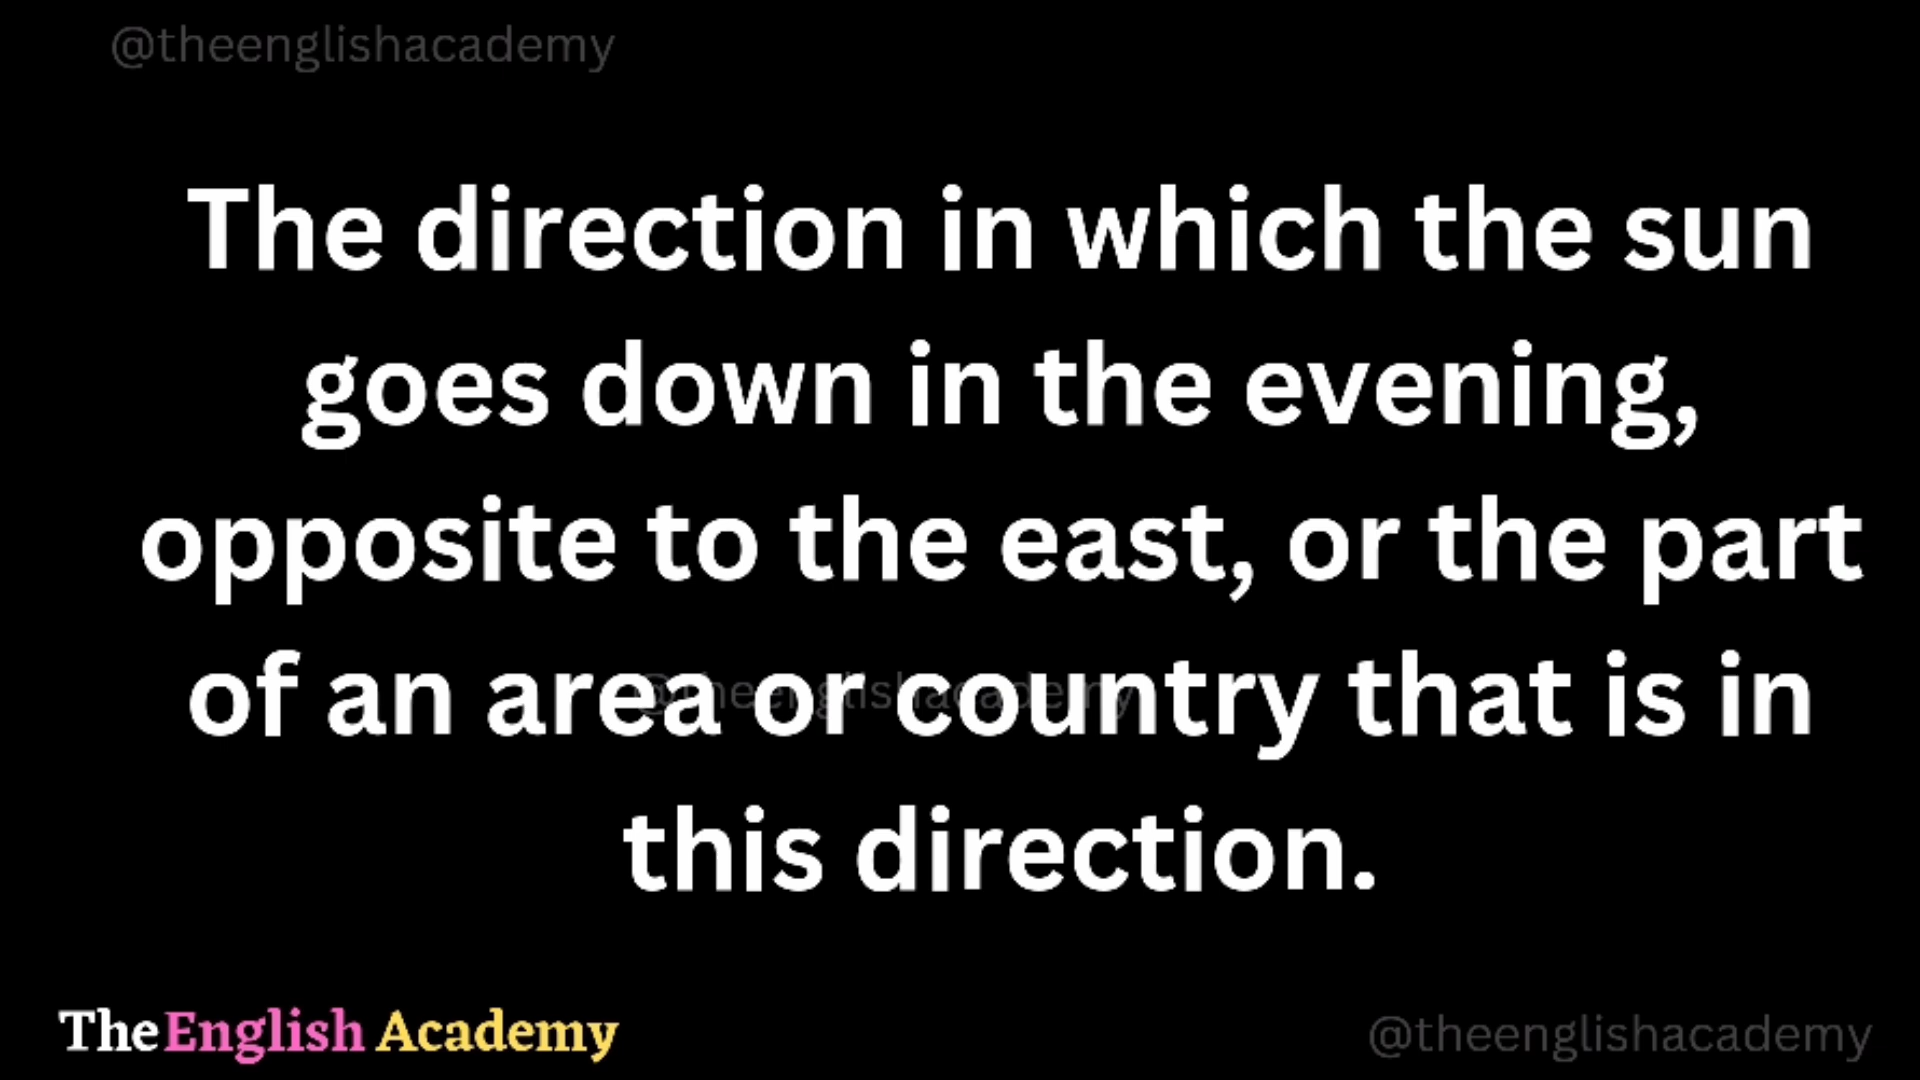 @theenglishacademy
The direction in which the sun
goes down in the evening,
opposite to the east, or the part
of an area or country that is in
@theenglishacademy
this direction.
The English Academy
@theenglishacademy